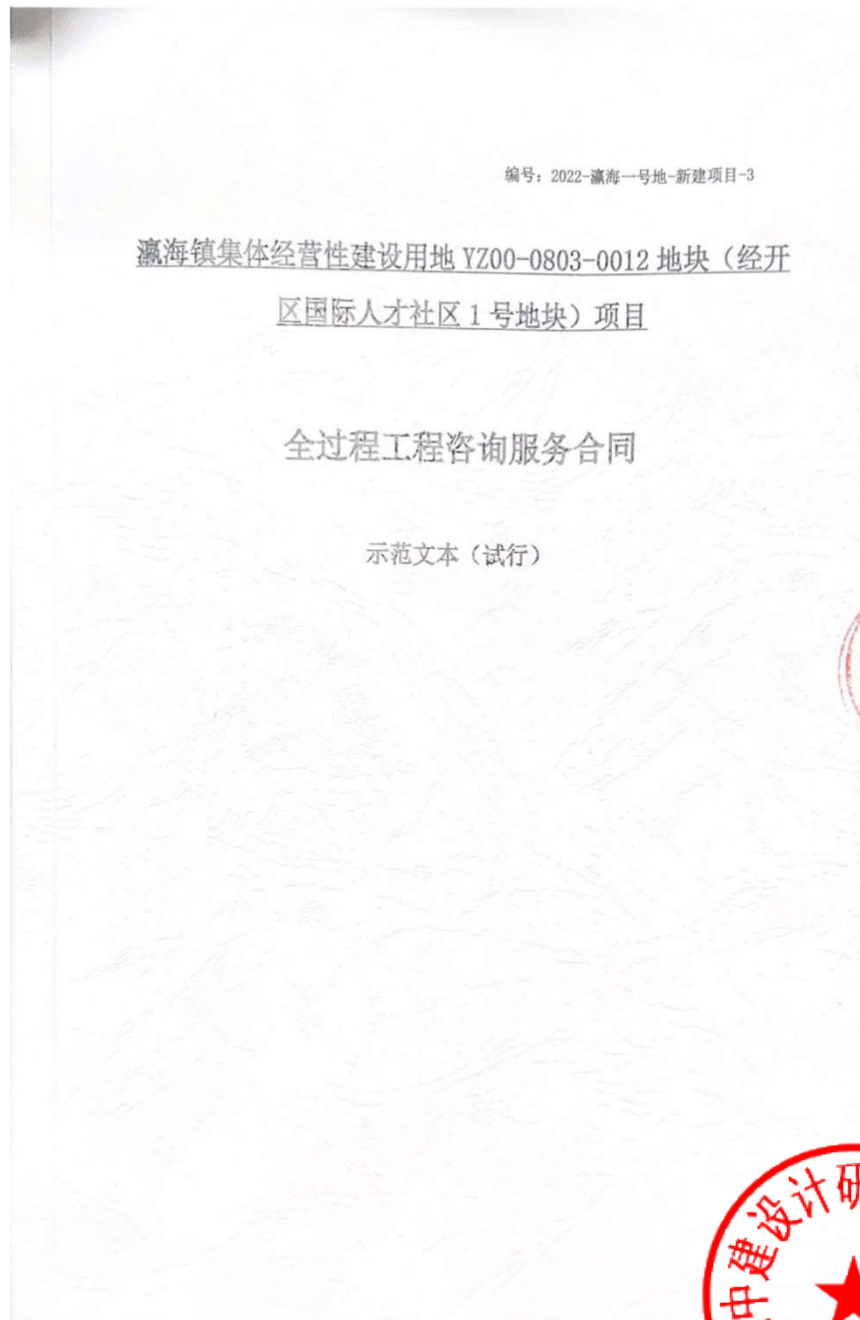 编号：2022-瀛海一号地-新建项目-3
瀛海镇集体经营性建设用地 YZ00-0803-0012 地块（经开
区国际人才社区 1 号地块）项目
全过程工程咨询服务合同
示范文本（试行）
中建设计研